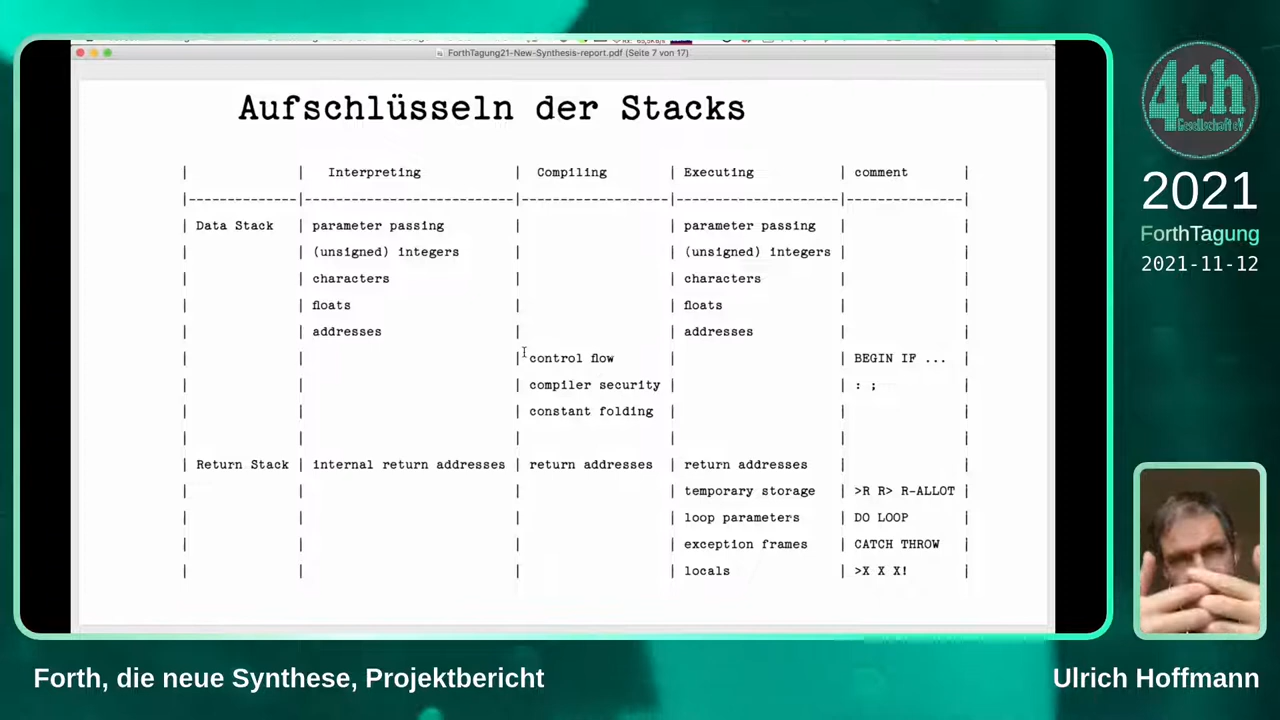 ForthTagung21-New-Synthesis-report.pdf (Seite 7 von 17)
Aufschlüsseln der Stacks
| | Interpreting | Compiling | Executing | comment |
|-------------|------------------------|-----------------|-------------------|-------------|
| Data Stack | parameter passing | | parameter passing | |
| | (unsigned) integers | | (unsigned) integers | |
| | characters | | characters | |
| | floats | | floats | |
| | addresses | | addresses | |
| | | control flow | | BEGIN IF ... |
| | | compiler security | | : ; |
| | | constant folding | | |
| | | | | |
| Return Stack | internal return addresses | return addresses | return addresses | |
| | | | temporary storage | >R R> R-ALLOT |
| | | | loop parameters | DO LOOP |
| | | | exception frames | CATCH THROW |
| | | | locals | >X X X! |
4th
Gesellschaft eV
2021
ForthTagung
2021-11-12
Forth, die neue Synthese, Projektbericht
Ulrich Hoffmann